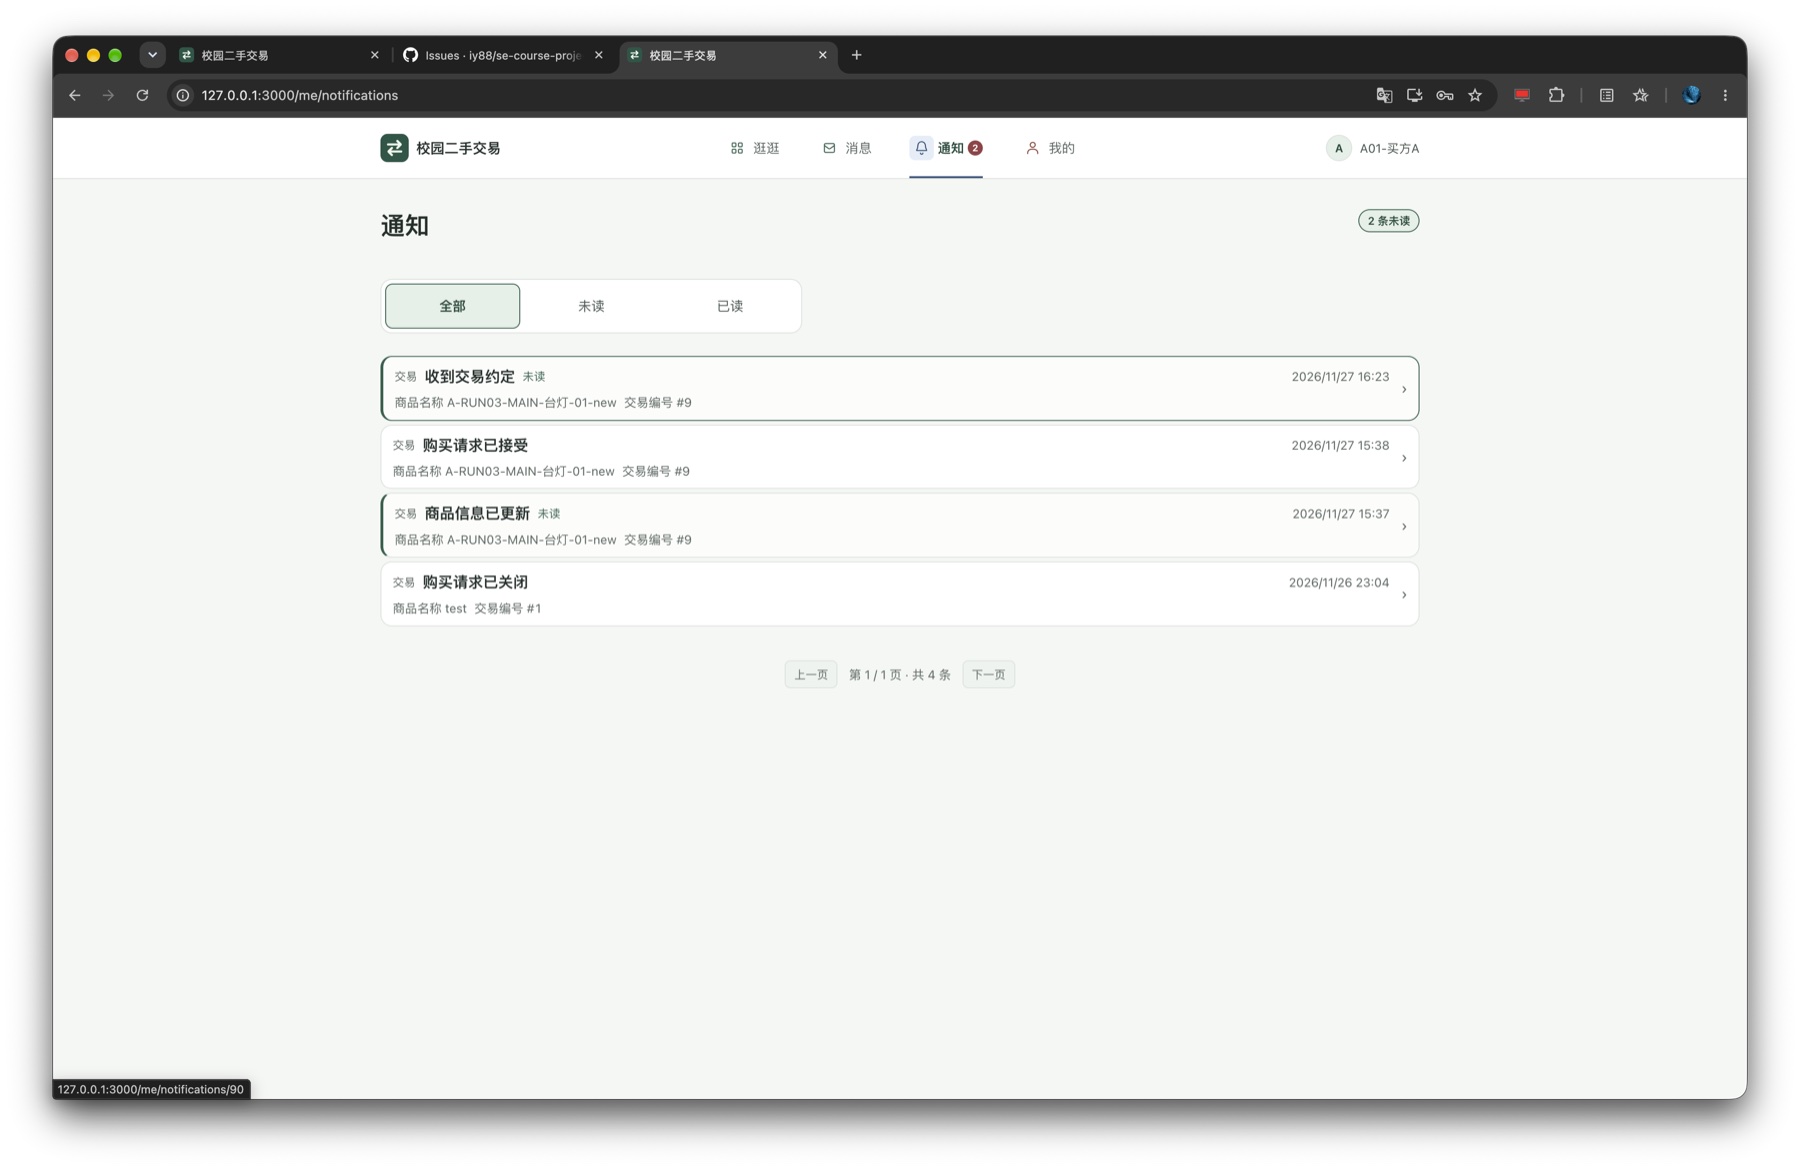 校园二手交易
Issues · iy88/se-course-proje
校园二手交易
127.0.0.1:3000/me/notifications
校园二手交易
逛逛
消息
通知 2
我的
A A01-买方A
通知
2 条未读
全部
未读
已读
交易 收到交易约定 未读
2026/11/27 16:23
商品名称 A-RUN03-MAIN-台灯-01-new 交易编号 #9
交易 购买请求已接受
2026/11/27 15:38
商品名称 A-RUN03-MAIN-台灯-01-new 交易编号 #9
交易 商品信息已更新 未读
2026/11/27 15:37
商品名称 A-RUN03-MAIN-台灯-01-new 交易编号 #9
交易 购买请求已关闭
2026/11/26 23:04
商品名称 test 交易编号 #1
上一页
第 1 / 1 页 · 共 4 条
下一页
127.0.0.1:3000/me/notifications/90